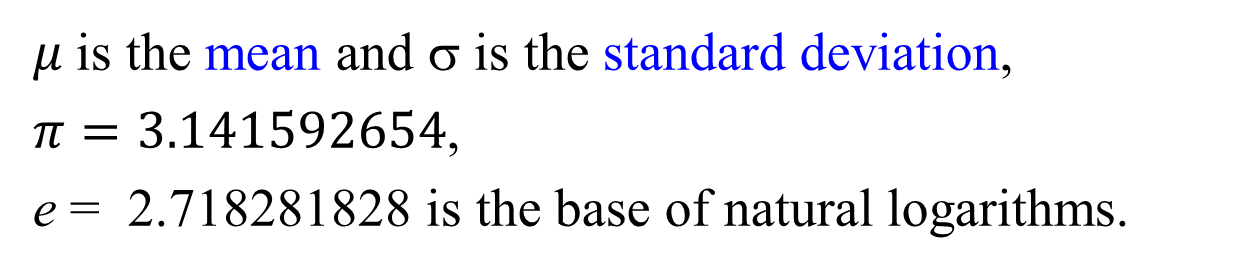 μ is the mean and σ is the standard deviation,
π = 3.141592654,
e = 2.718281828 is the base of natural logarithms.